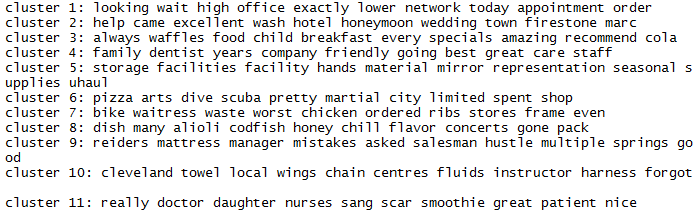 cluster 1: looking wait high office exactly lower network today appointment order
cluster 2: help came excellent wash hotel honeymoon wedding town firestone marc
cluster 3: always waffles food child breakfast every specials amazing recommend cola
cluster 4: family dentist years company friendly going best great care staff
cluster 5: storage facilities facility hands material mirror representation seasonal s
upplies uhaul
cluster 6: pizza arts dive scuba pretty martial city limited spent shop
cluster 7: bike waitress waste worst chicken ordered ribs stores frame even
cluster 8: dish many alioli codfish honey chill flavor concerts gone pack
cluster 9: reiders mattress manager mistakes asked salesman hustle multiple springs go
od
cluster 10: cleveland towel local wings chain centres fluids instructor harness forgot
cluster 11: really doctor daughter nurses sang scar smoothie great patient nice